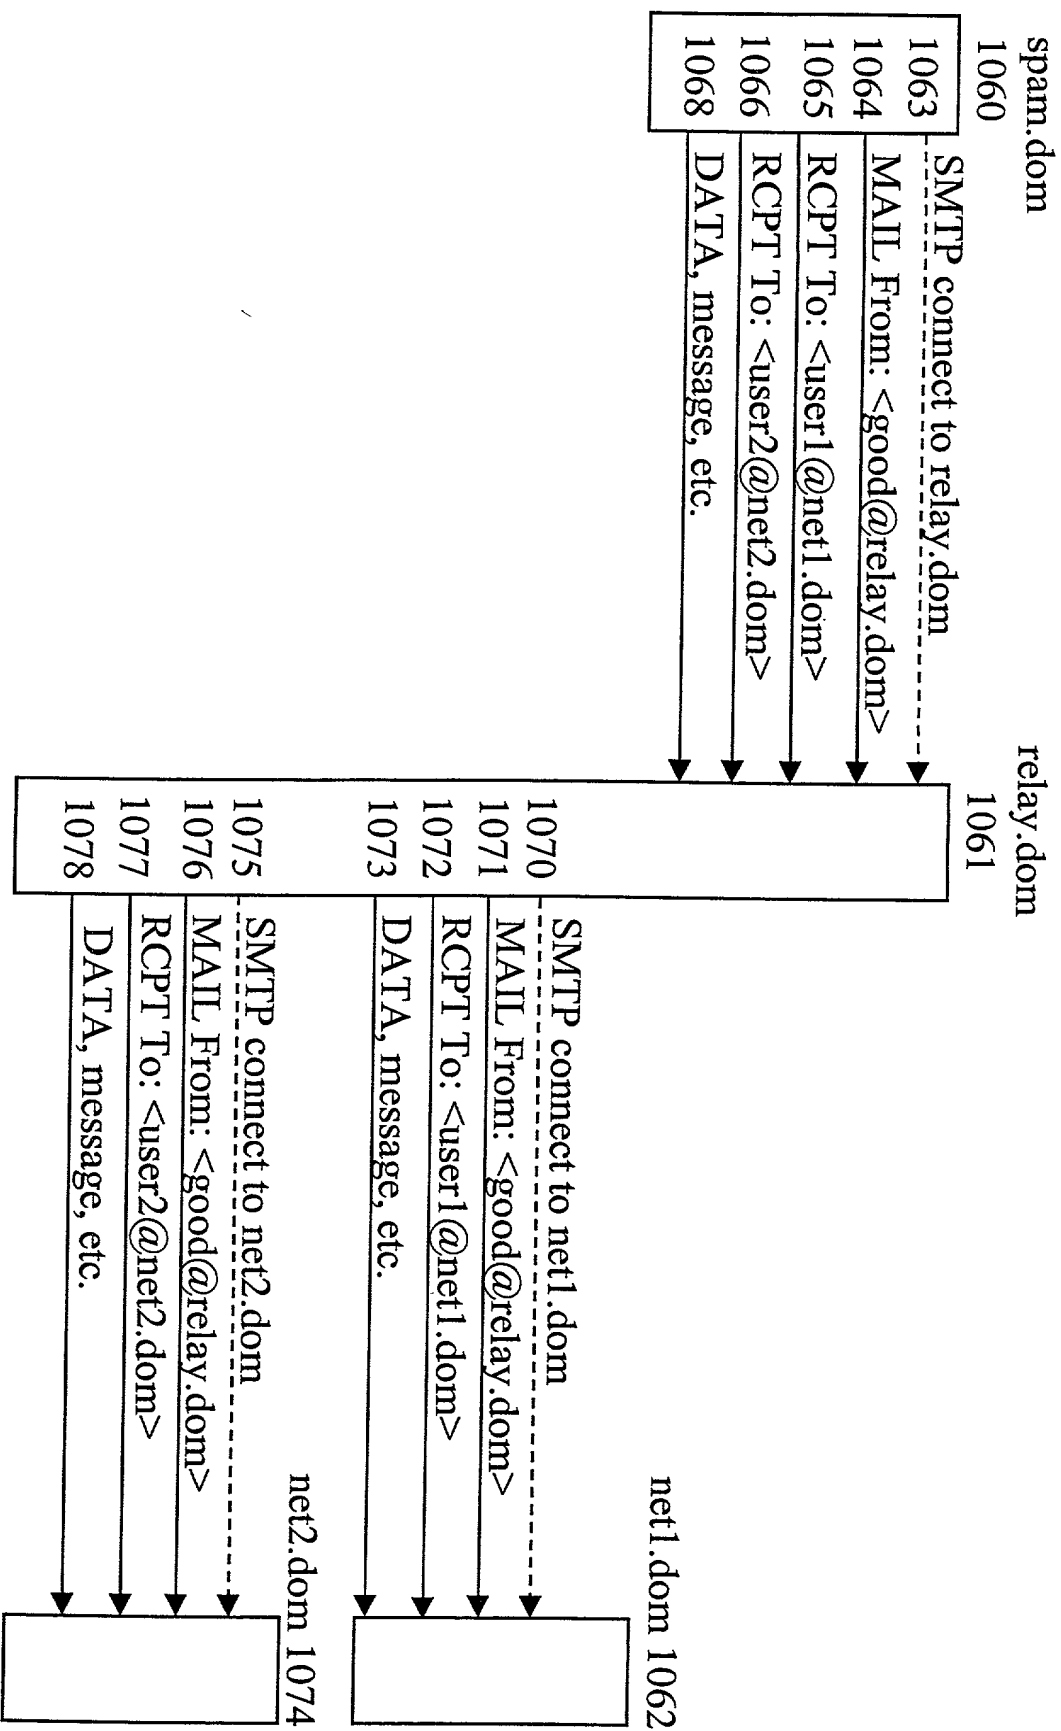 spam.dom
1060
1063 SMTP connect to relay.dom
1064 MAIL From: <good@relay.dom>
1065 RCPT To: <user1@net1.dom>
1066 RCPT To: <user2@net2.dom>
1068 DATA, message, etc.
relay.dom
1061
net1.dom 1062
1070 SMTP connect to net1.dom
1071 MAIL From: <good@relay.dom>
1072 RCPT To: <user1@net1.dom>
1073 DATA, message, etc.
net2.dom 1074
1075 SMTP connect to net2.dom
1076 MAIL From: <good@relay.dom>
1077 RCPT To: <user2@net2.dom>
1078 DATA, message, etc.